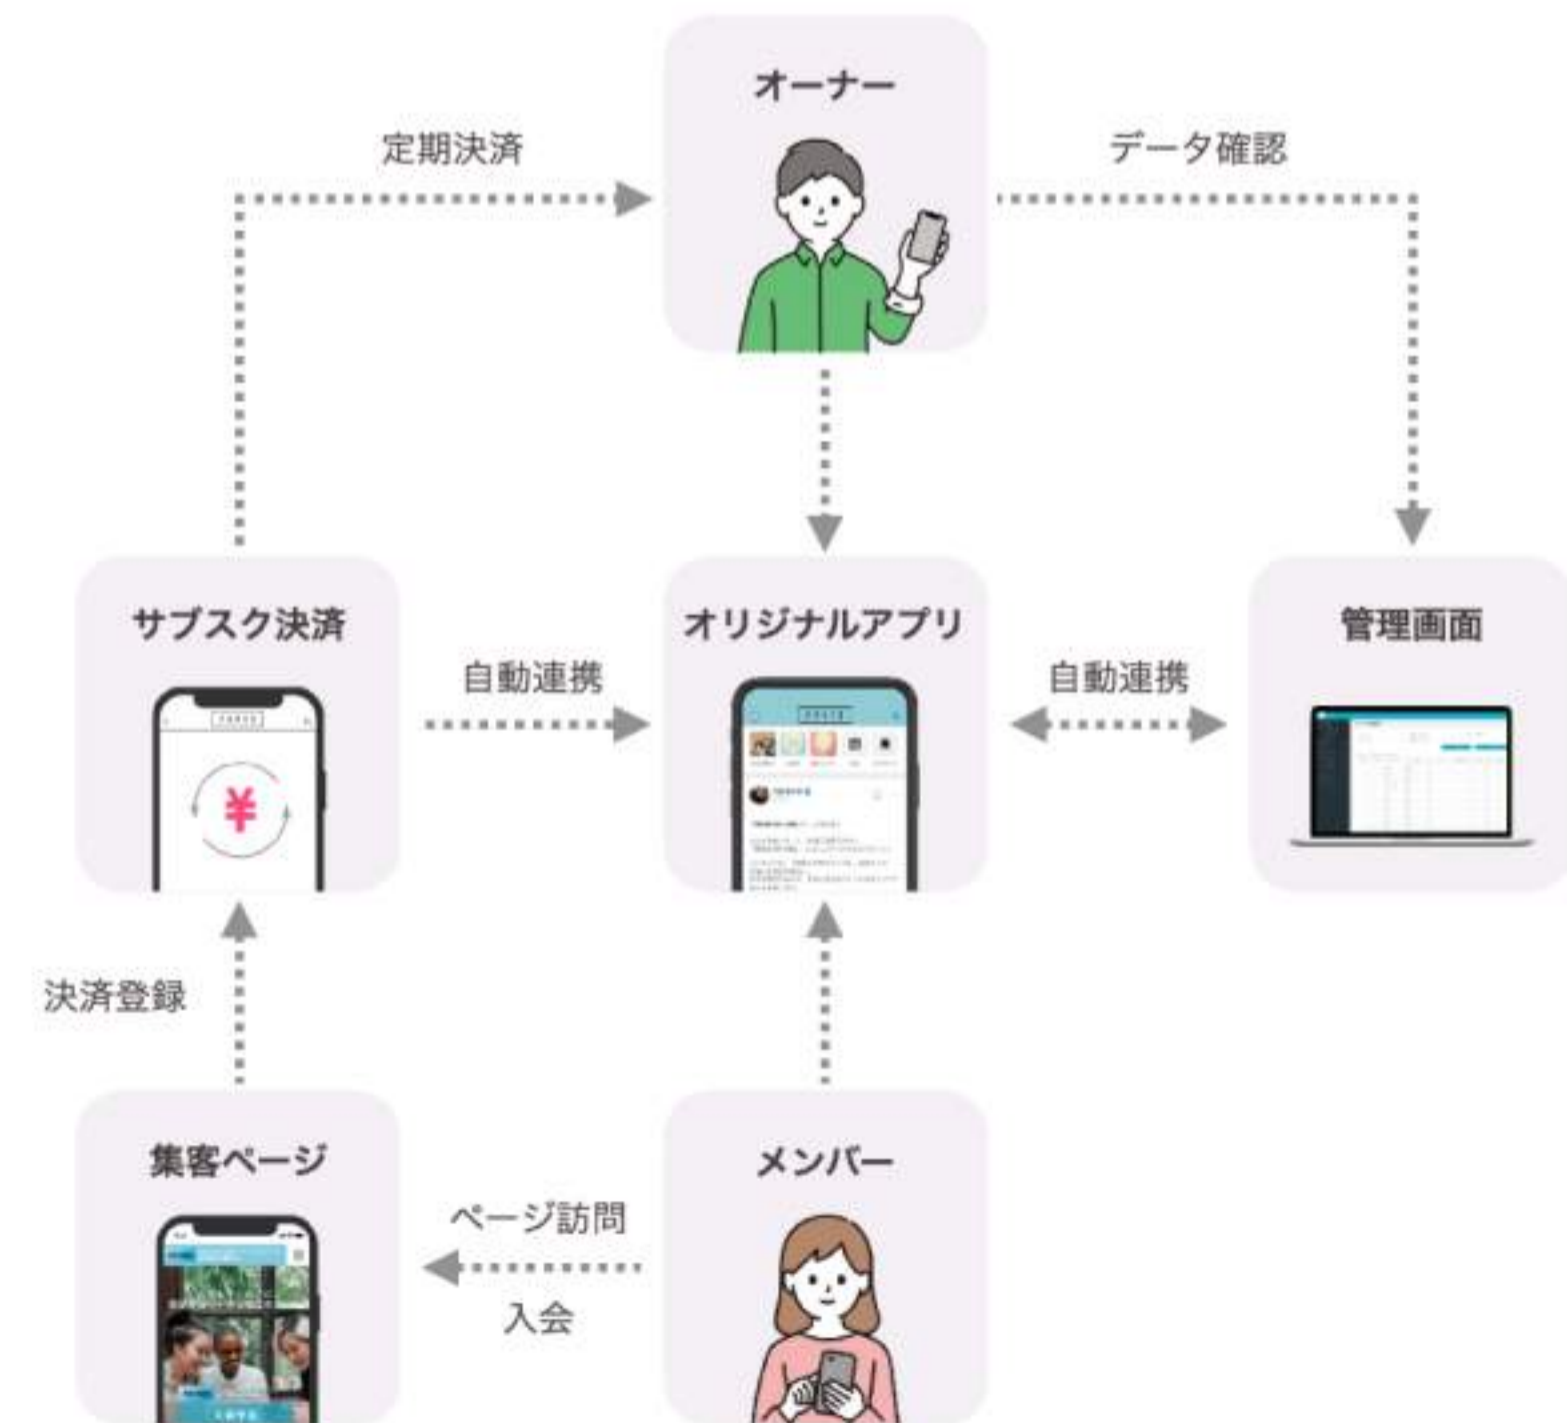 オーナー
定期決済
データ確認
サブスク決済
オリジナルアプリ
管理画面
自動連携
自動連携
¥
決済登録
集客ページ
メンバー
ページ訪問
入会